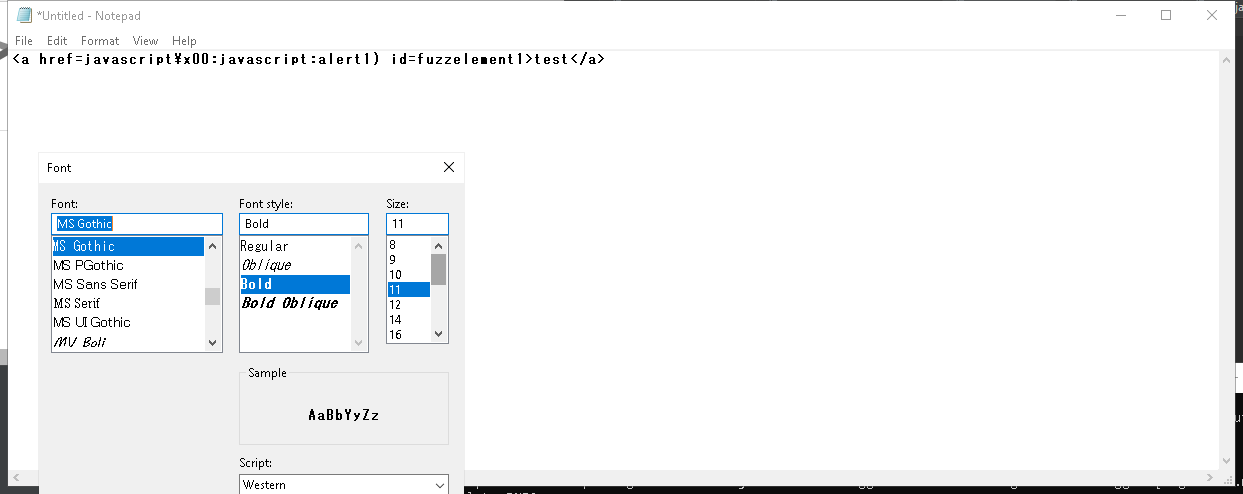 *Untitled - Notepad
File Edit Format View Help
<a href=javascript¥x00:javascript:alert1) id=fuzzelement1>test</a>
Font
Font: Font style: Size:
MS Gothic Bold 11
MS Gothic Regular 8
MS PGothic Oblique 9
MS Sans Serif Bold 10
MS Serif Bold Oblique 11
MS UI Gothic 12
MV Boli 14
16
Sample
AaBbYyZz
Script:
Western